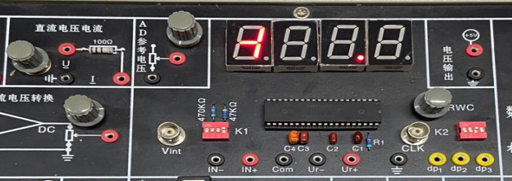 直流电压电流
100Ω
U
I
AD参考电压
+5V
电压输出
流电压转换
DC
470KΩ
47KΩ
K1
Vint
IN-
IN+
C4
C3
C2
C1
R1
Com
Ur-
Ur+
RWC
CLK
K2
dp1
dp2
dp3
数